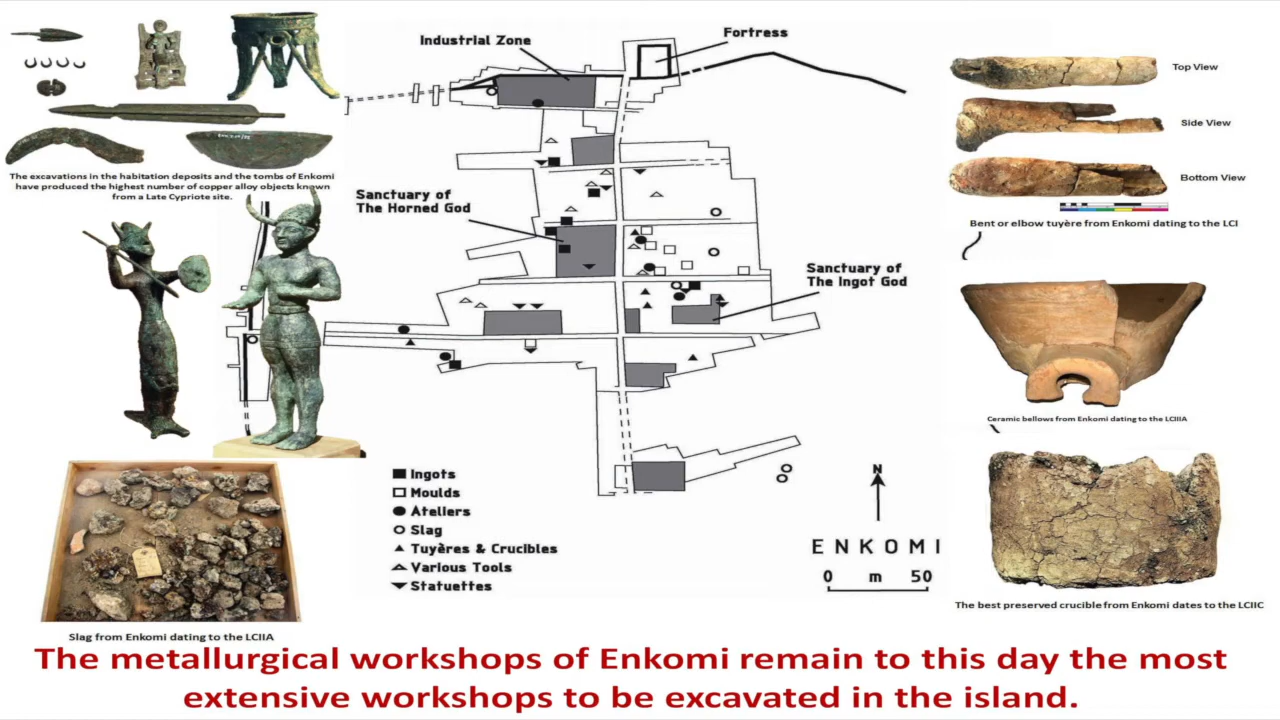 Industrial Zone
Fortress
The excavations in the habitation deposits and the tombs of Enkomi
have produced the highest number of copper alloy objects known
from a Late Cypriote site.
Sanctuary of
The Horned God
Sanctuary of
The Ingot God
Top View
Side View
Bottom View
Bent or elbow tuyère from Enkomi dating to the LCI
Ceramic bellows from Enkomi dating to the LCIIIA
Ingots
Moulds
Ateliers
Slag
Tuyères & Crucibles
Various Tools
Statuettes
N
ENKOMI
0 m 50
The best preserved crucible from Enkomi dates to the LCIIC
Slag from Enkomi dating to the LCIIA
The metallurgical workshops of Enkomi remain to this day the most
extensive workshops to be excavated in the island.